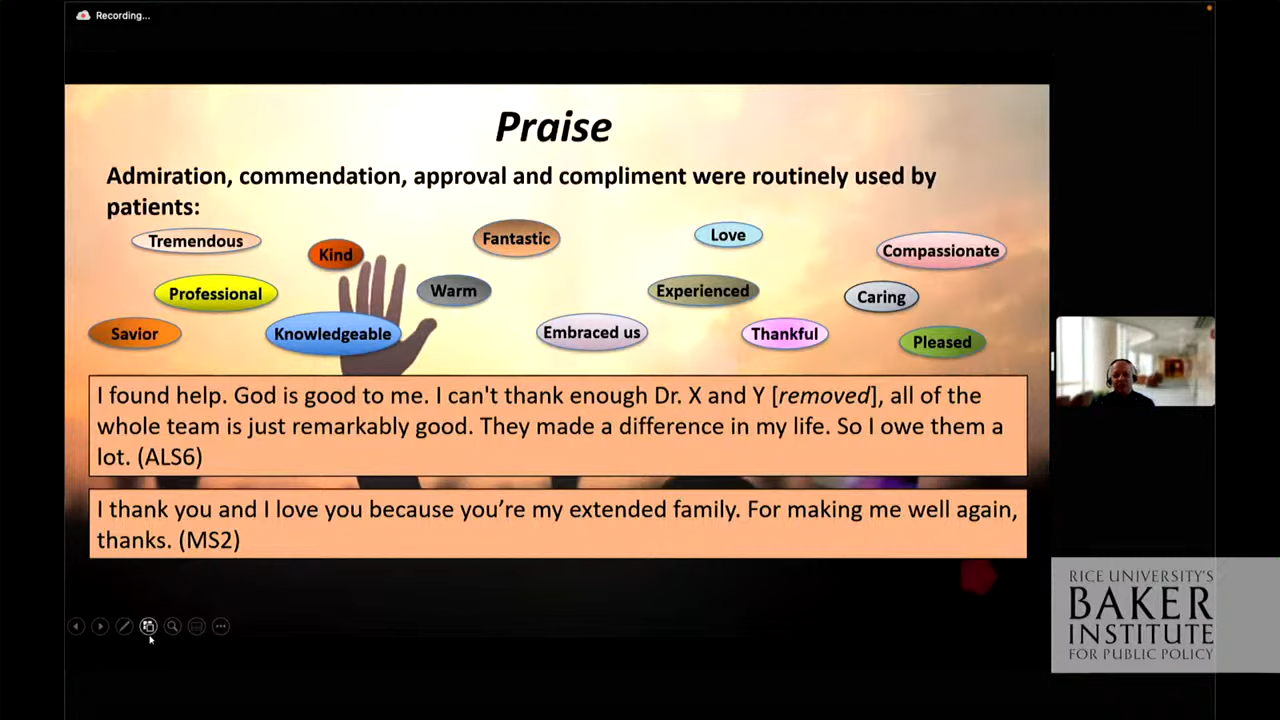 Recording...
Praise
Admiration, commendation, approval and compliment were routinely used by
patients:
Tremendous
Kind
Fantastic
Love
Compassionate
Professional
Warm
Experienced
Caring
Savior
Knowledgeable
Embraced us
Thankful
Pleased
I found help. God is good to me. I can't thank enough Dr. X and Y [removed], all of the
whole team is just remarkably good. They made a difference in my life. So I owe them a
lot. (ALS6)
I thank you and I love you because you’re my extended family. For making me well again,
thanks. (MS2)
RICE UNIVERSITY'S
BAKER
INSTITUTE
FOR PUBLIC POLICY